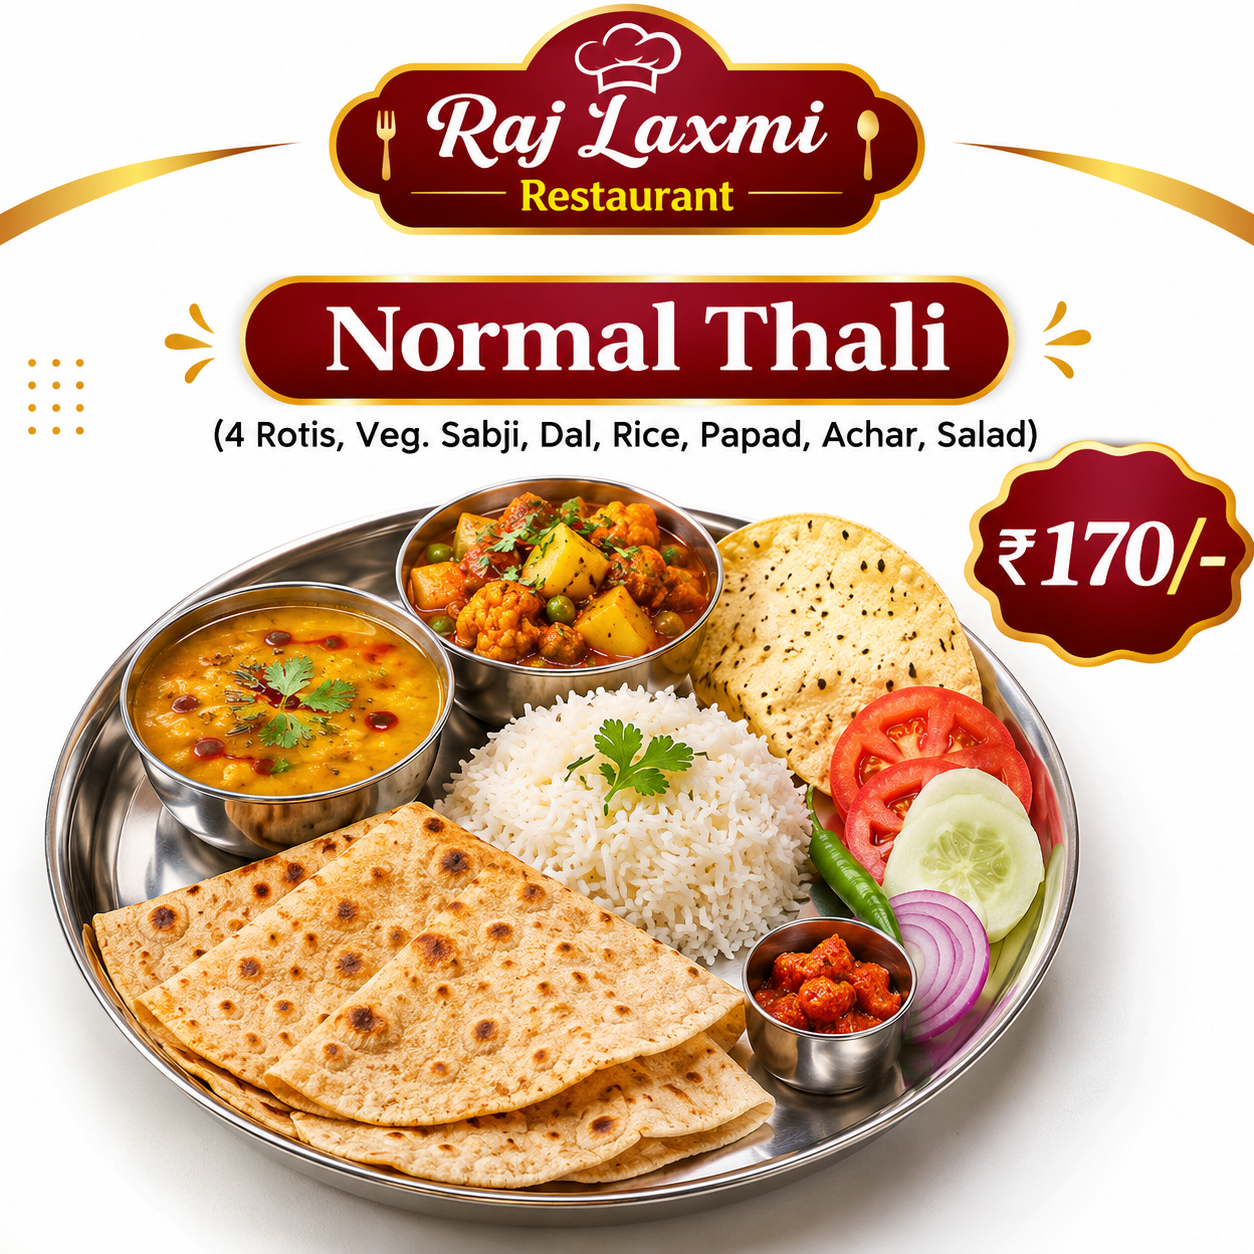 Raj Laxmi
Restaurant
Normal Thali
(4 Rotis, Veg. Sabji, Dal, Rice, Papad, Achar, Salad)
₹170/-